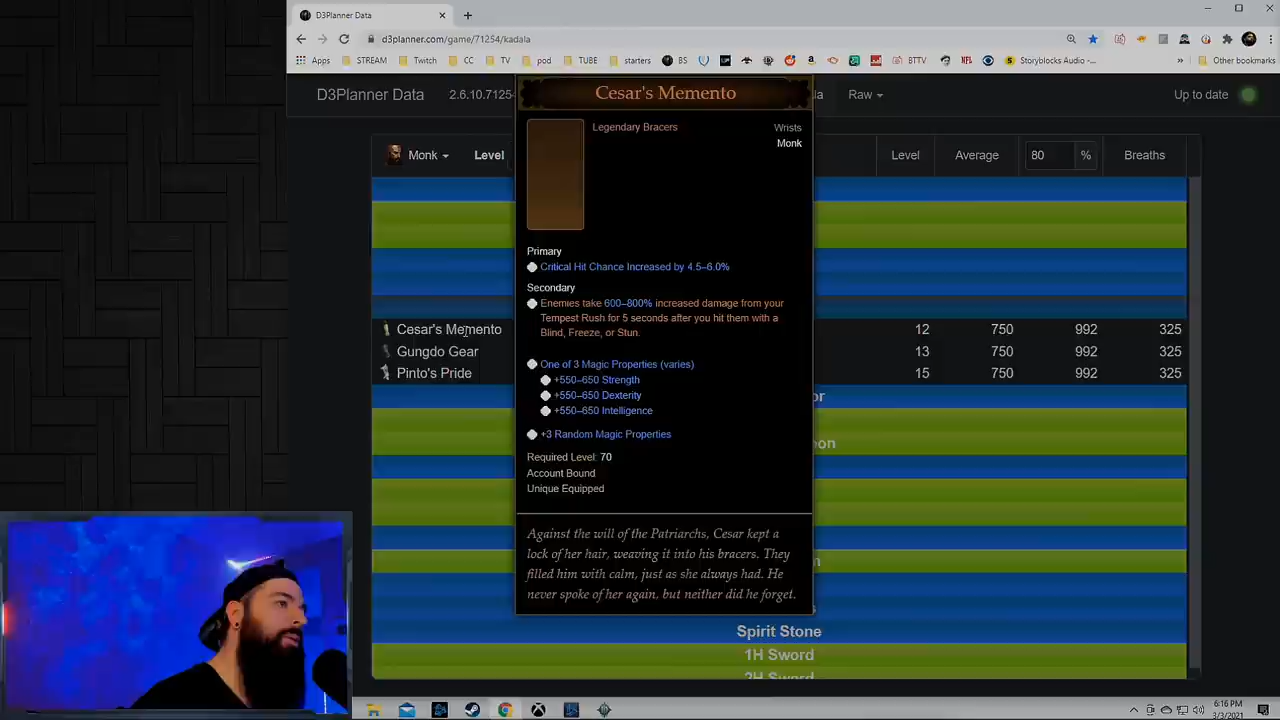 D3Planner Data
d3planner.com/game/71254/kadala
Apps STREAM Twitch CC TV pod TUBE starters BS BTTV NFL Storyblocks Audio -... » Other bookmarks
D3Planner Data 2.6.10.7125 la Raw Up to date
Monk Level Level Average 80 % Breaths
Cesar's Memento
Legendary Bracers Wrists
Monk
Primary
Critical Hit Chance Increased by 4.5–6.0%
Secondary
Enemies take 600–800% increased damage from your
Tempest Rush for 5 seconds after you hit them with a
Blind, Freeze, or Stun.
One of 3 Magic Properties (varies)
+550–650 Strength
+550–650 Dexterity
+550–650 Intelligence
+3 Random Magic Properties
Required Level: 70
Account Bound
Unique Equipped
Against the will of the Patriarchs, Cesar kept a
lock of her hair, weaving it into his bracers. They
filled him with calm, just as she always had. He
never spoke of her again, but neither did he forget.
Cesar's Memento 12 750 992 325
Gungdo Gear 13 750 992 325
Pinto's Pride 15 750 992 325
or
on
m
s
Spirit Stone
1H Sword
2H Sword
6:16 PM
3/3/2021